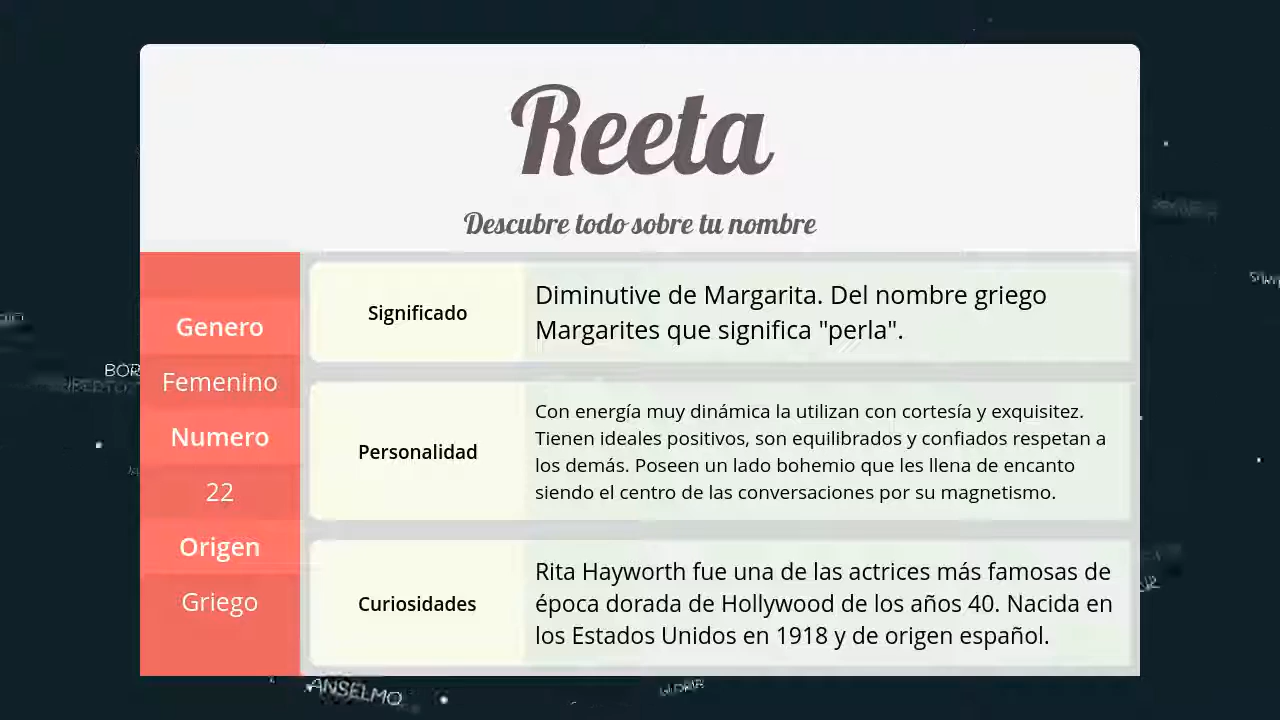 Reeta
Descubre todo sobre tu nombre
Genero
Femenino
Numero
22
Origen
Griego
Significado
Diminutive de Margarita. Del nombre griego
Margarites que significa "perla".
Personalidad
Con energía muy dinámica la utilizan con cortesía y exquisitez.
Tienen ideales positivos, son equilibrados y confiados respetan a
los demás. Poseen un lado bohemio que les llena de encanto
siendo el centro de las conversaciones por su magnetismo.
Curiosidades
Rita Hayworth fue una de las actrices más famosas de
época dorada de Hollywood de los años 40. Nacida en
los Estados Unidos en 1918 y de origen español.
BOR
ANSELMO